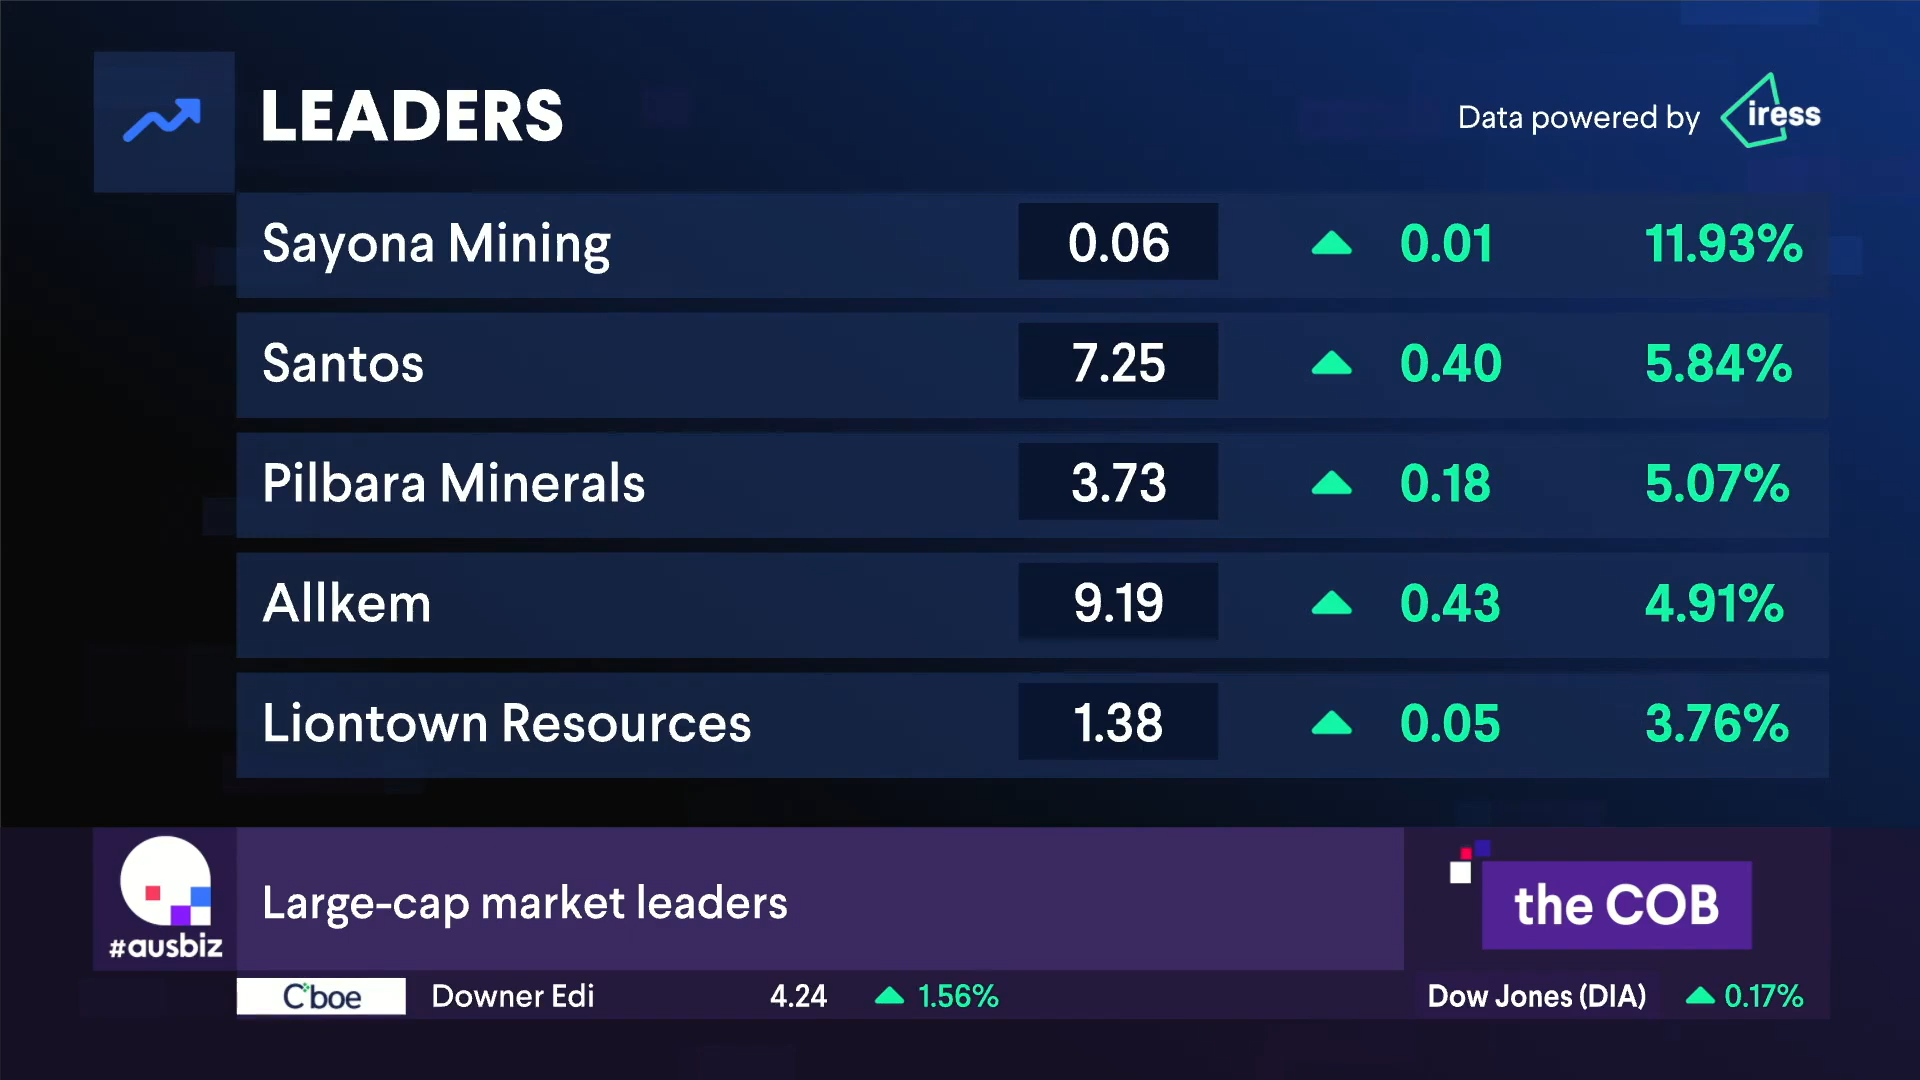 LEADERS
Data powered by iress
Sayona Mining 0.06 0.01 11.93%
Santos 7.25 0.40 5.84%
Pilbara Minerals 3.73 0.18 5.07%
Allkem 9.19 0.43 4.91%
Liontown Resources 1.38 0.05 3.76%
#ausbiz
Large-cap market leaders
the COB
Cboe Downer Edi 4.24 1.56% Dow Jones (DIA) 0.17%